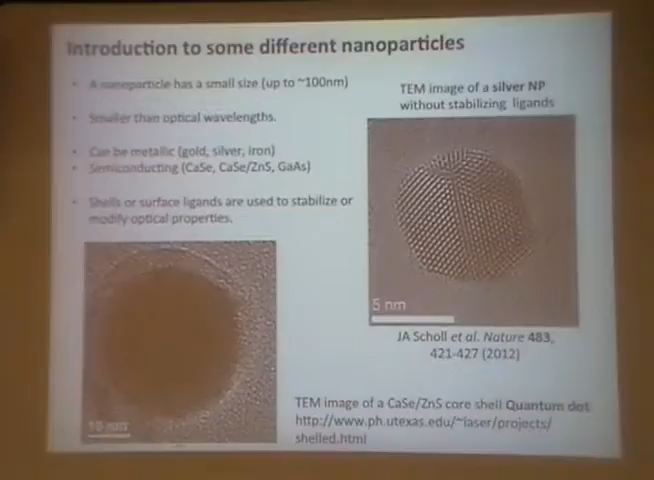 Introduction to some different nanoparticles
• A nanoparticle has a small size (up to ~100nm)
• Smaller than optical wavelengths.
• Can be metallic (gold, silver, iron)
• Semiconducting (CaSe, CaSe/ZnS, GaAs)
• Shells or surface ligands are used to stabilize or
modify optical properties.
TEM image of a silver NP
without stabilizing ligands
5 nm
JA Scholl et al. Nature 483,
421-427 (2012)
10 nm
TEM image of a CaSe/ZnS core shell Quantum dot
http://www.ph.utexas.edu/~laser/projects/
shelled.html